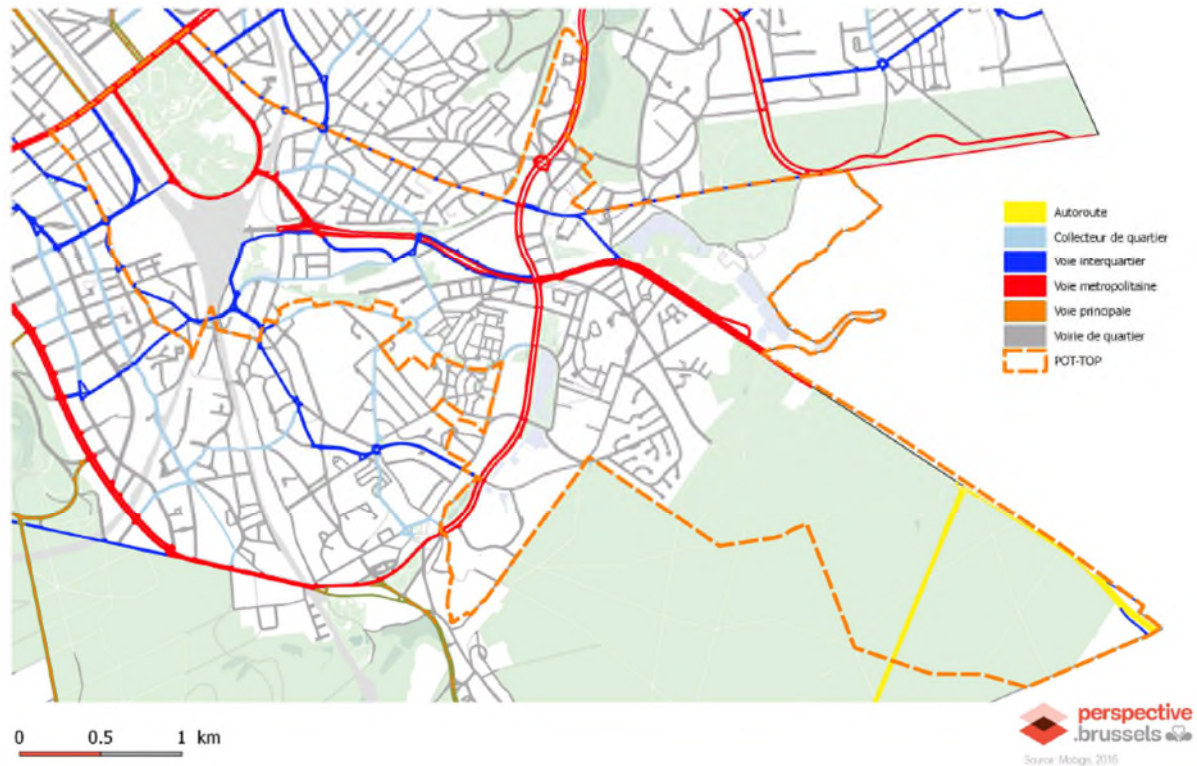 Autoroute
Collecteur de quartier
Voie interquartier
Voie metropolitaine
Voie principale
Voirie de quartier
POT-TOP
0 0.5 1 km
perspective
.brussels
Source: Mobigis, 2016